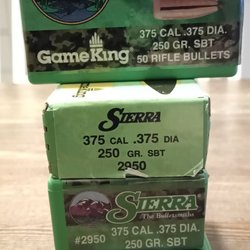 GameKing
375 CAL .375 DIA.
250 GR. SBT
50 RIFLE BULLETS
SIERRA
375 CAL .375 DIA
250 GR. SBT
2950
SIERRA
The Bulletsmiths
#2950
375 CAL .375 DIA.
250 GR. SBT